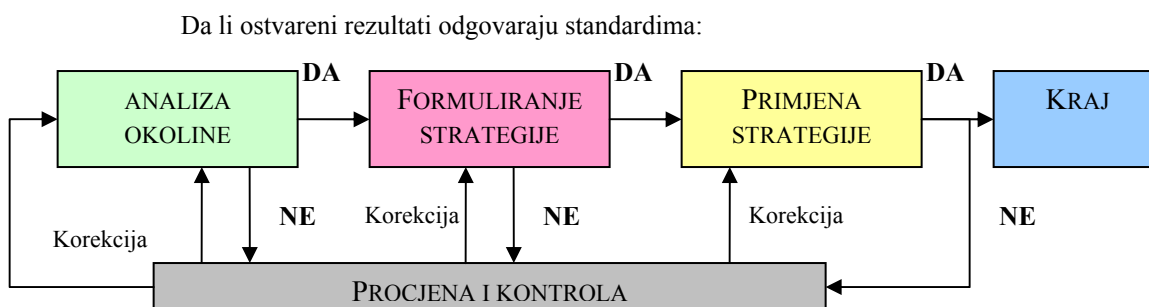 Da li ostvareni rezultati odgovaraju standardima:
DA
DA
DA
ANALIZA
OKOLINE
FORMULIRANJE
STRATEGIJE
PRIMJENA
STRATEGIJE
KRAJ
Korekcija
NE
Korekcija
NE
Korekcija
NE
PROCJENA I KONTROLA